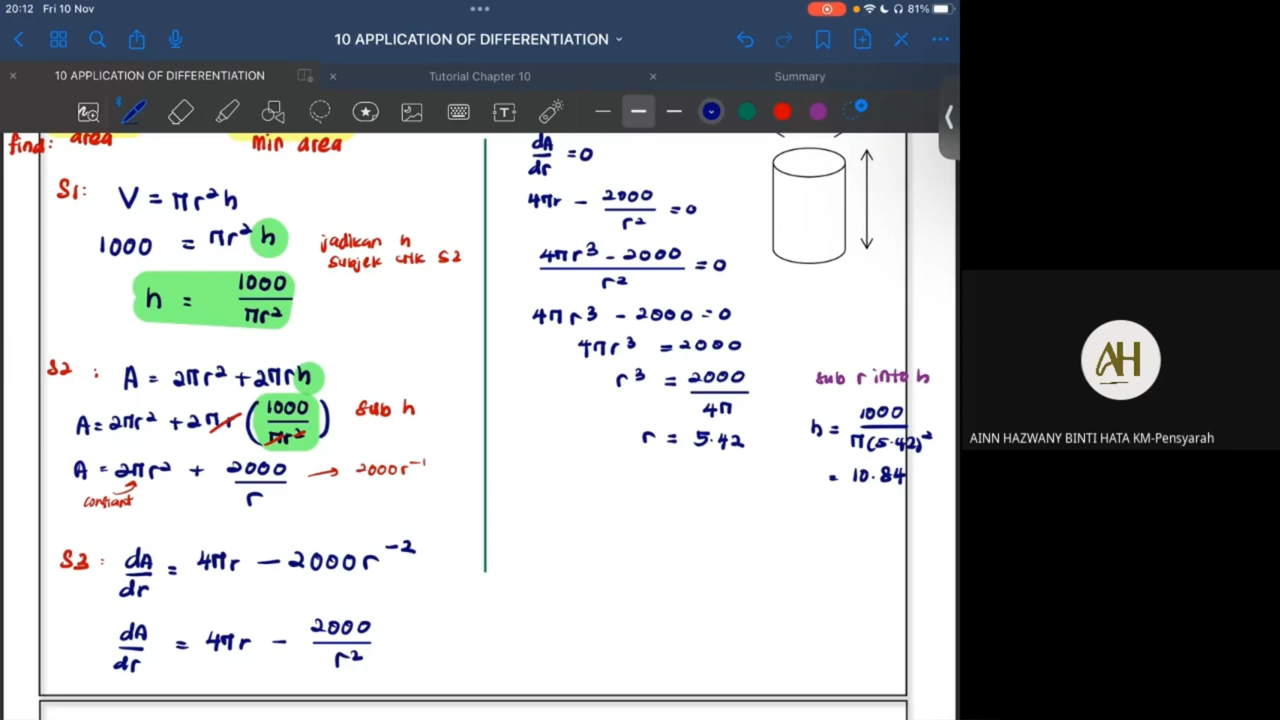 20:12 Fri 10 Nov
81%
10 APPLICATION OF DIFFERENTIATION
10 APPLICATION OF DIFFERENTIATION
Tutorial Chapter 10
Summary
find: area
min area
S1: V = πr²h
1000 = πr² h
jadikan h
subjek utk S2
h = 1000/πr²
S2 : A = 2πr² + 2πrh
A = 2πr² + 2πr (1000/πr²) sub h
A = 2πr² + 2000/r → 2000r⁻¹
constant
S3 : dA/dr = 4πr − 2000r⁻²
dA/dr = 4πr − 2000/r²
dA/dr = 0
4πr − 2000/r² = 0
4πr³ − 2000/r² = 0
4πr³ − 2000 = 0
4πr³ = 2000
r³ = 2000/4π
r = 5.42
sub r into h
h = 1000/π(5.42)²
= 10.84
AH
AINN HAZWANY BINTI HATA KM-Pensyarah